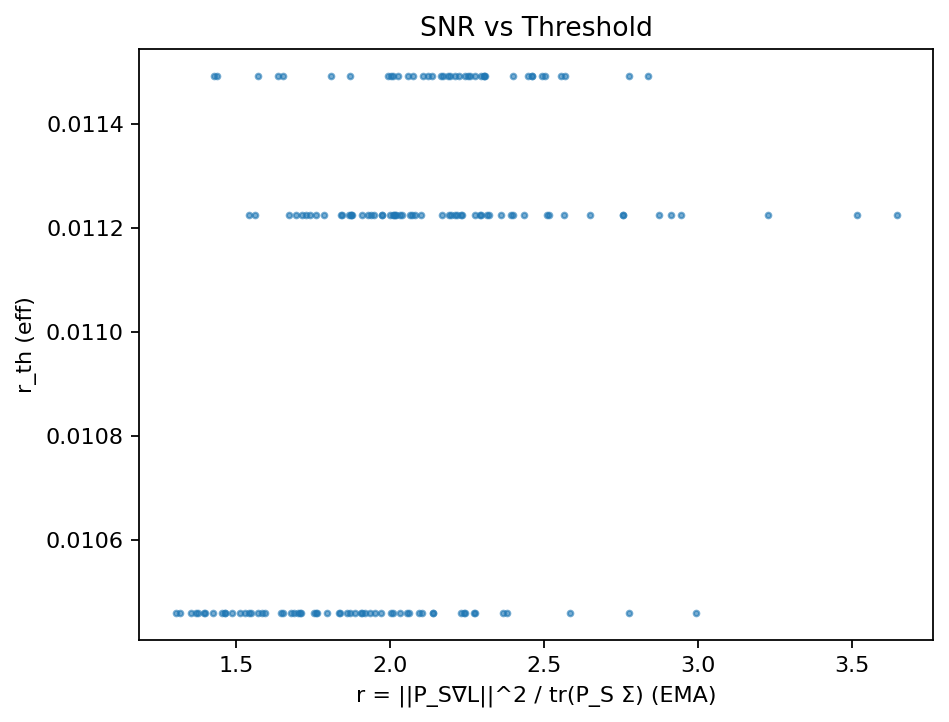 SNR vs Threshold
r_th (eff)
0.0114
0.0112
0.0110
0.0108
0.0106
1.5 2.0 2.5 3.0 3.5
r = ||P_S∇L||^2 / tr(P_S Σ) (EMA)